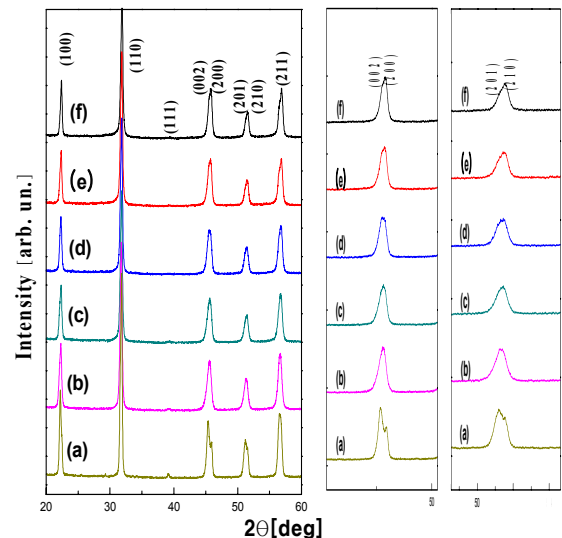 Intensity [arb. un.]
(100)
(110)
(111)
(002)
(200)
(201)
(210)
(211)
(f)
(e)
(d)
(c)
(b)
(a)
20 30 40 50 60
2Θ[deg]
(002)
(200)
(f)
(e)
(d)
(c)
(b)
(a)
50
(201)
(210)
(f)
(e)
(d)
(c)
(b)
(a)
50